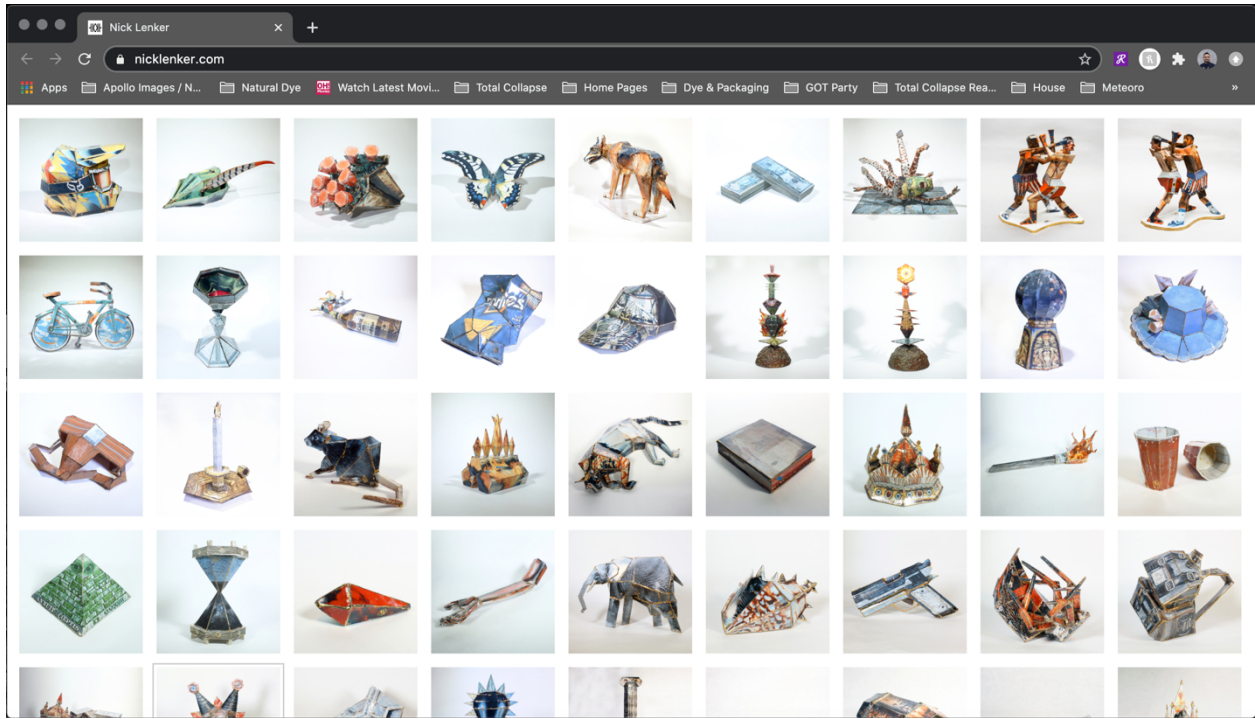 Nick Lenker
nicklenker.com
Apps Apollo Images / N... Natural Dye Watch Latest Movi... Total Collapse Home Pages Dye & Packaging GOT Party Total Collapse Rea... House Meteoro »